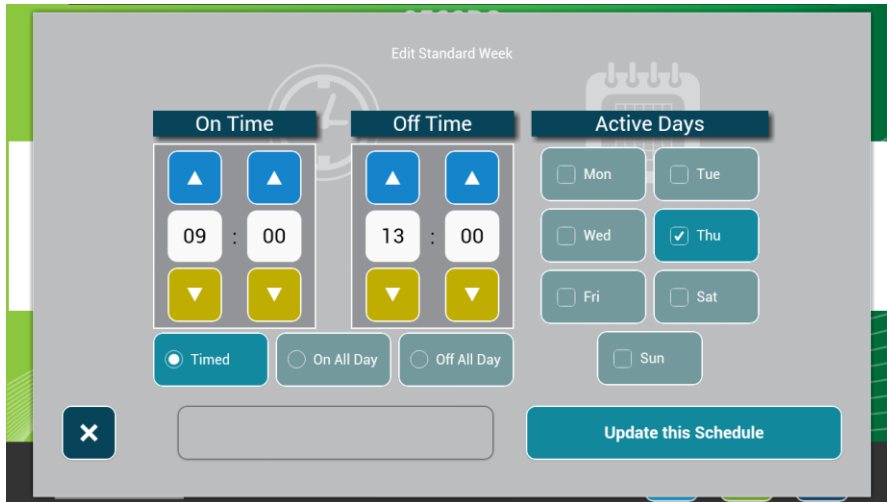 Edit Standard Week
On Time Off Time Active Days
Mon Tue
09 : 00 13 : 00 Wed Thu
Fri Sat
Timed On All Day Off All Day Sun
Update this Schedule